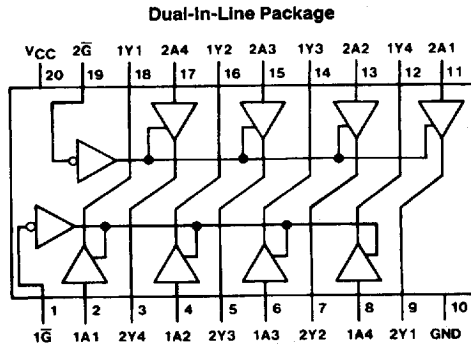 Dual-In-Line Package
VCC 2G̅ 1Y1 2A4 1Y2 2A3 1Y3 2A2 1Y4 2A1
20 19 18 17 16 15 14 13 12 11
1 2 3 4 5 6 7 8 9 10
1G̅ 1A1 2Y4 1A2 2Y3 1A3 2Y2 1A4 2Y1 GND